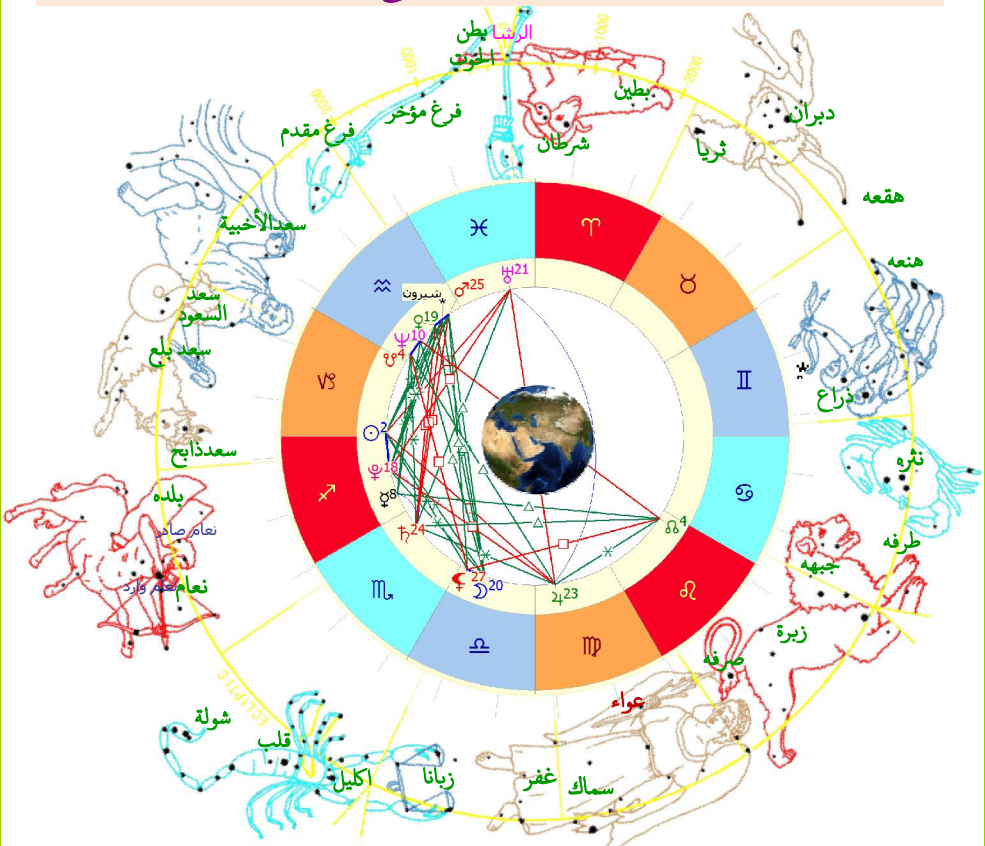 بطن
الرشا
الحوت
1000
1000
2000
2000
بطين
شرطان
فرغ مؤخر
فرغ مقدم
دبران
ثريا
هقعه
سعدالأخبية
هنعه
سعد
السعود
سعد بلع
ذراع
سعدذابح
نثره
بلده
نعام صادر
طرفه
جبهه
نعام
زبرة
صرفه
عواء
ECLIPTIC
شولة
قلب
اكليل
زبانا
غفر
سماك
♓
♈
♒
♉
♑
♊
♐
♋
♏
♌
♎
♍
♅21
♂25
شيرون
♀19
♆10
☋4
☉2
♇18
☿8
♄24
⚸27
☽20
♃23
☊4